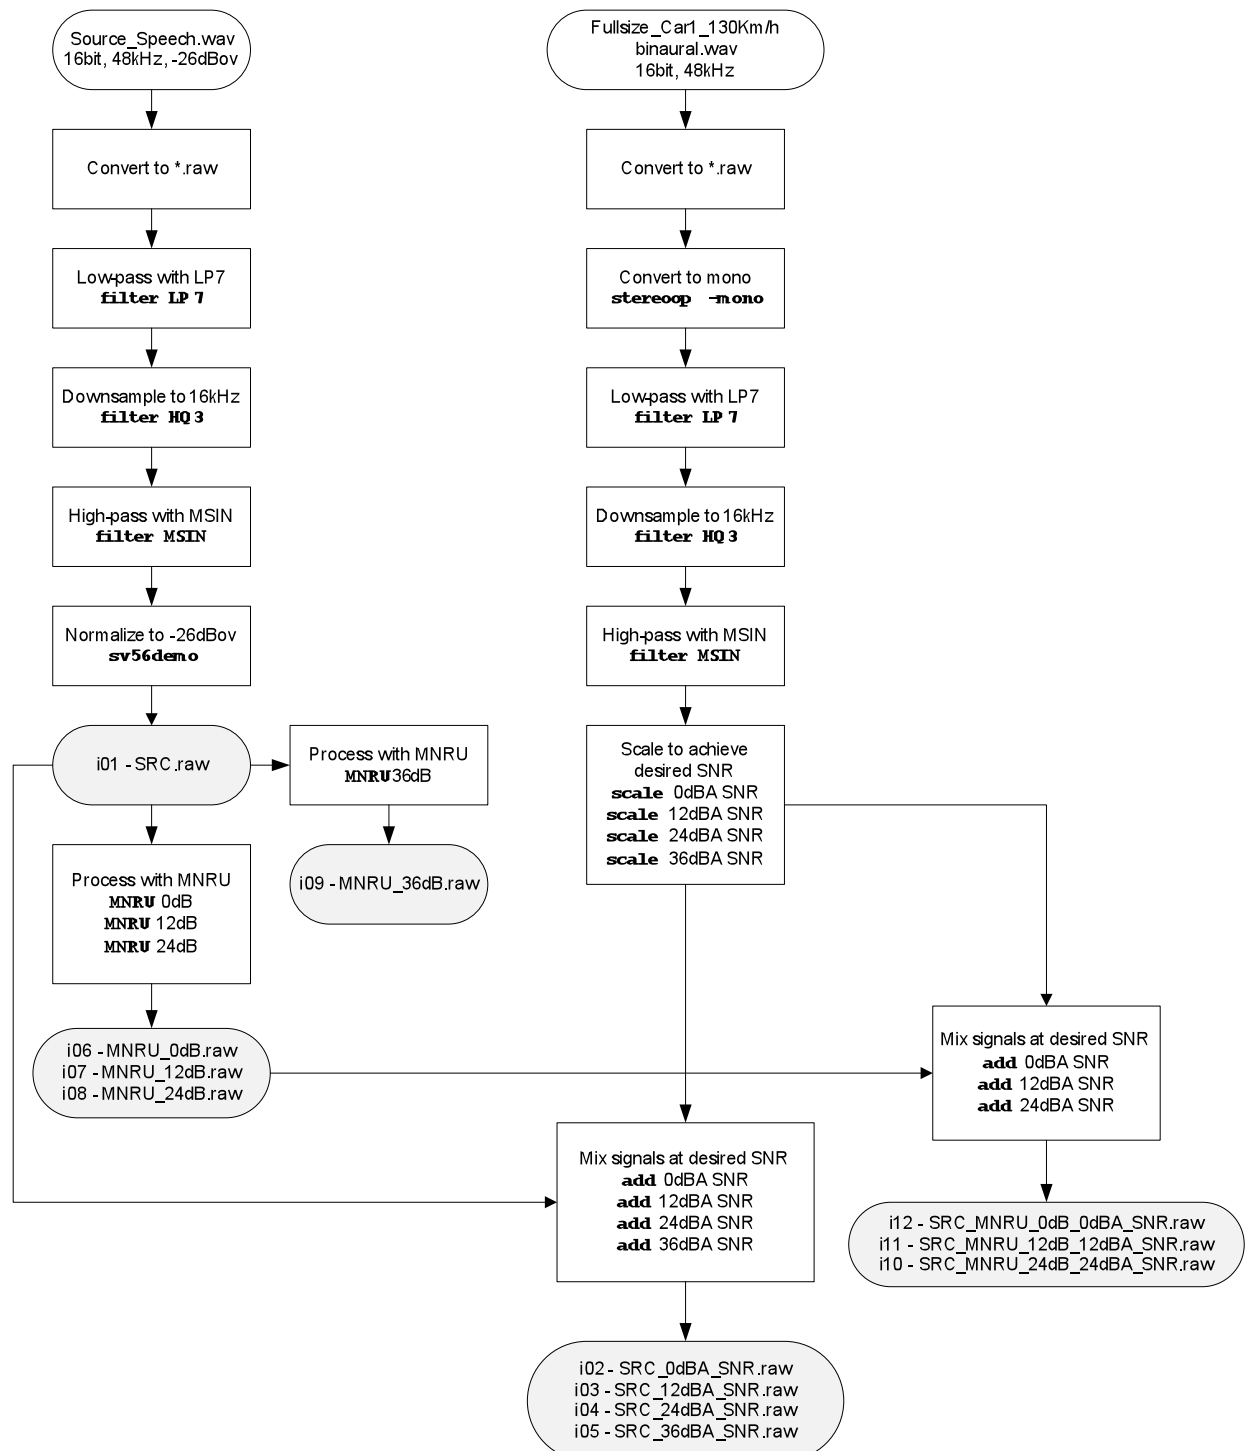 Source_Speech.wav
16bit, 48kHz, -26dBov
Convert to *.raw
Low-pass with LP7
filter LP7
Downsample to 16kHz
filter HQ3
High-pass with MSIN
filter MSIN
Normalize to -26dBov
sv56demo
i01 - SRC.raw
Process with MNRU
MNRU 36dB
i09 - MNRU_36dB.raw
Process with MNRU
MNRU 0dB
MNRU 12dB
MNRU 24dB
i06 - MNRU_0dB.raw
i07 - MNRU_12dB.raw
i08 - MNRU_24dB.raw
Fullsize_Car1_130Km/h
binaural.wav
16bit, 48kHz
Convert to *.raw
Convert to mono
stereoop -mono
Low-pass with LP7
filter LP7
Downsample to 16kHz
filter HQ3
High-pass with MSIN
filter MSIN
Scale to achieve
desired SNR
scale 0dBA SNR
scale 12dBA SNR
scale 24dBA SNR
scale 36dBA SNR
Mix signals at desired SNR
add 0dBA SNR
add 12dBA SNR
add 24dBA SNR
i12 - SRC_MNRU_0dB_0dBA_SNR.raw
i11 - SRC_MNRU_12dB_12dBA_SNR.raw
i10 - SRC_MNRU_24dB_24dBA_SNR.raw
Mix signals at desired SNR
add 0dBA SNR
add 12dBA SNR
add 24dBA SNR
add 36dBA SNR
i02 - SRC_0dBA_SNR.raw
i03 - SRC_12dBA_SNR.raw
i04 - SRC_24dBA_SNR.raw
i05 - SRC_36dBA_SNR.raw